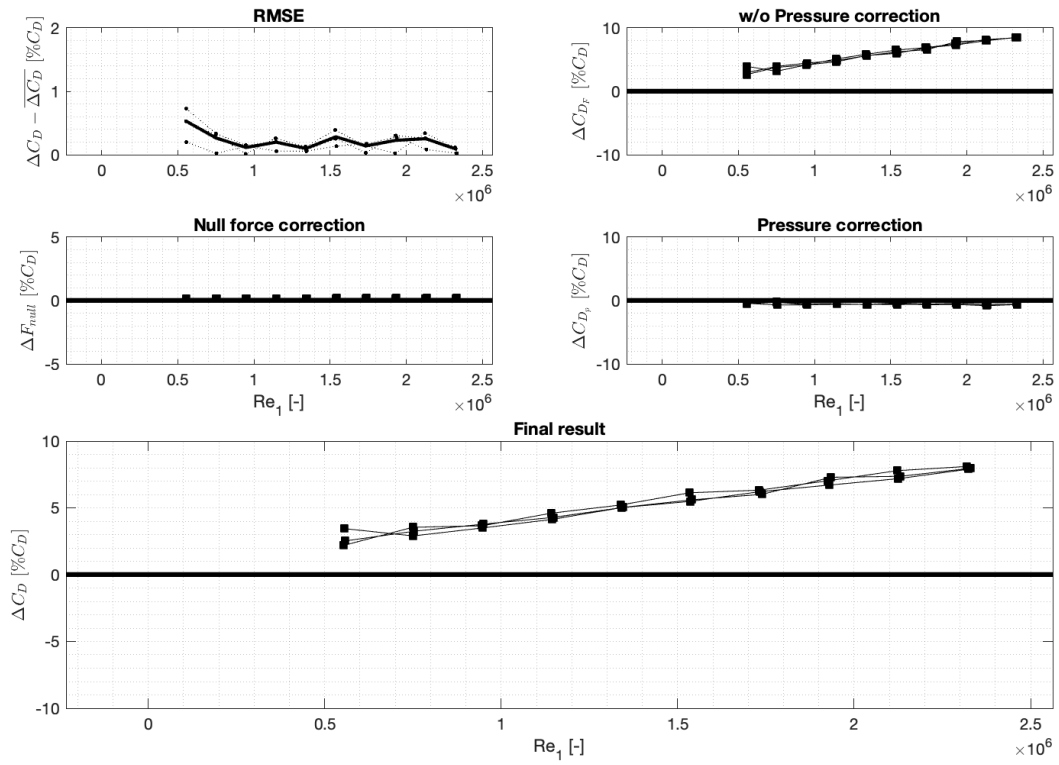 RMSE
ΔC_D − \overline{ΔC_D} [%C_D]
2
1
0
0 0.5 1 1.5 2 2.5
×10^6
w/o Pressure correction
ΔC_{D_F} [%C_D]
10
0
-10
0 0.5 1 1.5 2 2.5
×10^6
Null force correction
ΔF_{null} [%C_D]
5
0
-5
0 0.5 1 1.5 2 2.5
Re_1 [-]
×10^6
Pressure correction
ΔC_{D_p} [%C_D]
10
0
-10
0 0.5 1 1.5 2 2.5
Re_1 [-]
×10^6
Final result
ΔC_D [%C_D]
10
5
0
-5
-10
0 0.5 1 1.5 2 2.5
Re_1 [-]
×10^6